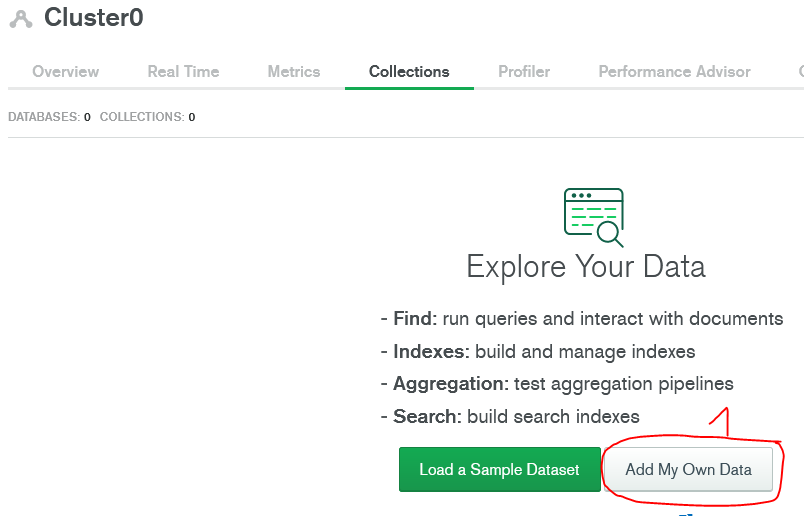 Cluster0
Overview Real Time Metrics Collections Profiler Performance Advisor
DATABASES: 0 COLLECTIONS: 0
Explore Your Data
- Find: run queries and interact with documents
- Indexes: build and manage indexes
- Aggregation: test aggregation pipelines
- Search: build search indexes
1
Load a Sample Dataset Add My Own Data